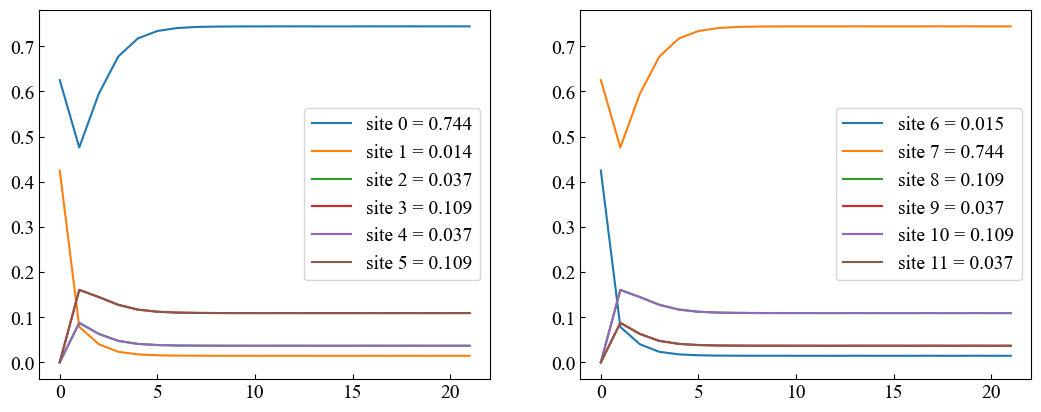 0.7
0.6
0.5
0.4
0.3
0.2
0.1
0.0
0
5
10
15
20
site 0 = 0.744
site 1 = 0.014
site 2 = 0.037
site 3 = 0.109
site 4 = 0.037
site 5 = 0.109
0.7
0.6
0.5
0.4
0.3
0.2
0.1
0.0
0
5
10
15
20
site 6 = 0.015
site 7 = 0.744
site 8 = 0.109
site 9 = 0.037
site 10 = 0.109
site 11 = 0.037